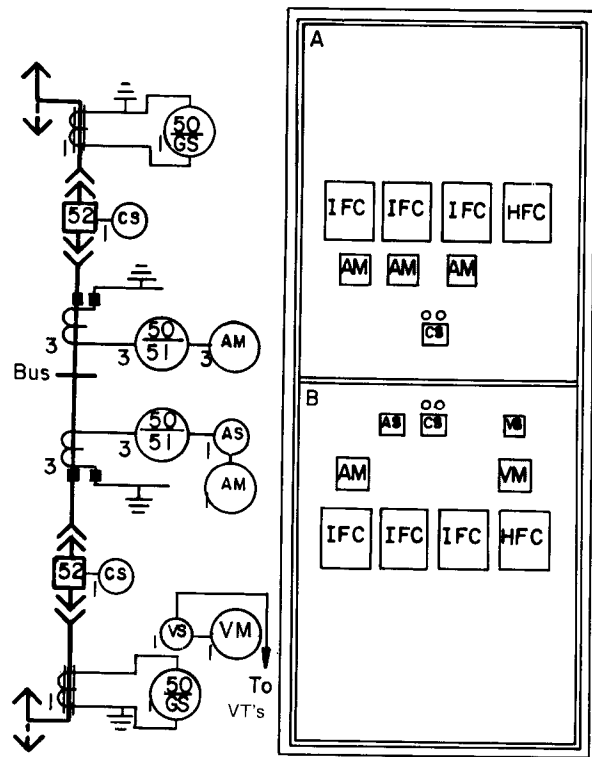 50
GS
1
1
52
CS
1
3
50
51
3
AM
3
Bus
50
51
3
AS
1
3
AM
1
52
CS
1
VS
1
VM
1
To
VT's
50
GS
1
1
A
IFC IFC IFC HFC
AM AM AM
CS
B
AS CS VS
AM VM
IFC IFC IFC HFC